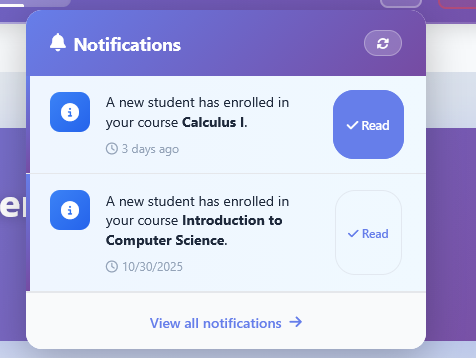 Notifications
A new student has enrolled in
your course Calculus I.
3 days ago
Read
A new student has enrolled in
your course Introduction to
Computer Science.
10/30/2025
Read
View all notifications